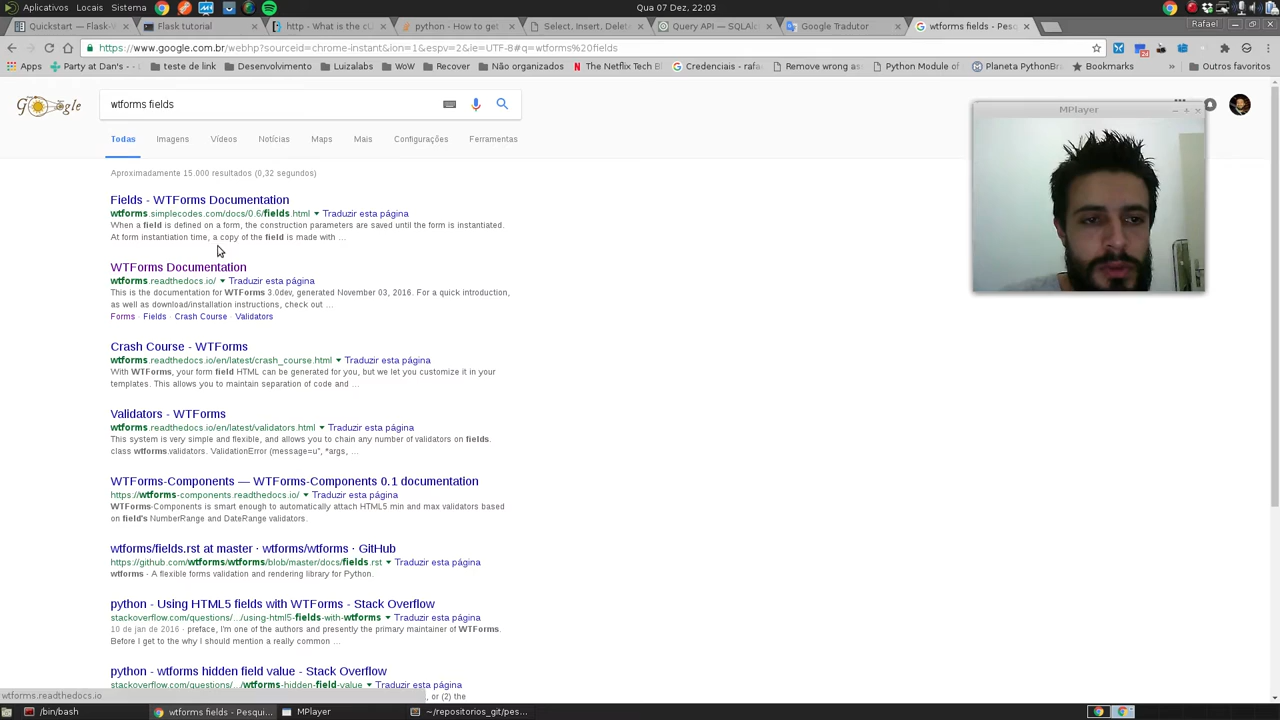 Aplicativos Locais Sistema
Qua 07 Dez, 22:03
Quickstart — Flask-W
Flask tutorial
http - What is the cU
python - How to get
Select, Insert, Delete
Query API — SQLAlc
Google Tradutor
wtforms fields - Pesqui
Rafael
https://www.google.com.br/webhp?sourceid=chrome-instant&ion=1&espv=2&ie=UTF-8#q=wtforms%20fields
Apps
Party at Dan's -
teste de link
Desenvolvimento
Luizalabs
WoW
Recover
Não organizados
The Netflix Tech B
Credenciais - rafa
Remove wrong a
Python Module of
Planeta PythonBra
Bookmarks
Outros favoritos
Google
wtforms fields
MPlayer
Todas Imagens Vídeos Notícias Maps Mais Configurações Ferramentas
Aproximadamente 15.000 resultados (0,32 segundos)
Fields - WTForms Documentation
wtforms.simplecodes.com/docs/0.6/fields.html Traduzir esta página
When a field is defined on a form, the construction parameters are saved until the form is instantiated.
At form instantiation time, a copy of the field is made with ...
WTForms Documentation
wtforms.readthedocs.io/ Traduzir esta página
This is the documentation for WTForms 3.0dev, generated November 03, 2016. For a quick introduction,
as well as download/installation instructions, check out ...
Forms · Fields · Crash Course · Validators
Crash Course - WTForms
wtforms.readthedocs.io/en/latest/crash_course.html Traduzir esta página
With WTForms, your form field HTML can be generated for you, but we let you customize it in your
templates. This allows you to maintain separation of code and ...
Validators - WTForms
wtforms.readthedocs.io/en/latest/validators.html Traduzir esta página
This system is very simple and flexible, and allows you to chain any number of validators on fields.
class wtforms.validators. ValidationError (message=u'', *args, ...
WTForms-Components — WTForms-Components 0.1 documentation
https://wtforms-components.readthedocs.io/ Traduzir esta página
WTForms-Components is smart enough to automatically attach HTML5 min and max validators based
on field's NumberRange and DateRange validators.
wtforms/fields.rst at master · wtforms/wtforms · GitHub
https://github.com/wtforms/wtforms/blob/master/docs/fields.rst Traduzir esta página
wtforms - A flexible forms validation and rendering library for Python.
python - Using HTML5 fields with WTForms - Stack Overflow
stackoverflow.com/questions/.../using-html5-fields-with-wtforms Traduzir esta página
10 de jan de 2016 - preface, I'm one of the authors and presently the primary maintainer of WTForms.
Before I get to the why I should mention a really common ...
python - wtforms hidden field value - Stack Overflow
stackoverflow.com/questions/.../wtforms-hidden-field-value Traduzir esta página
wtforms.readthedocs.io
, or (2) the
/bin/bash
wtforms fields - Pesqui...
MPlayer
~/repositorios_git/pes...